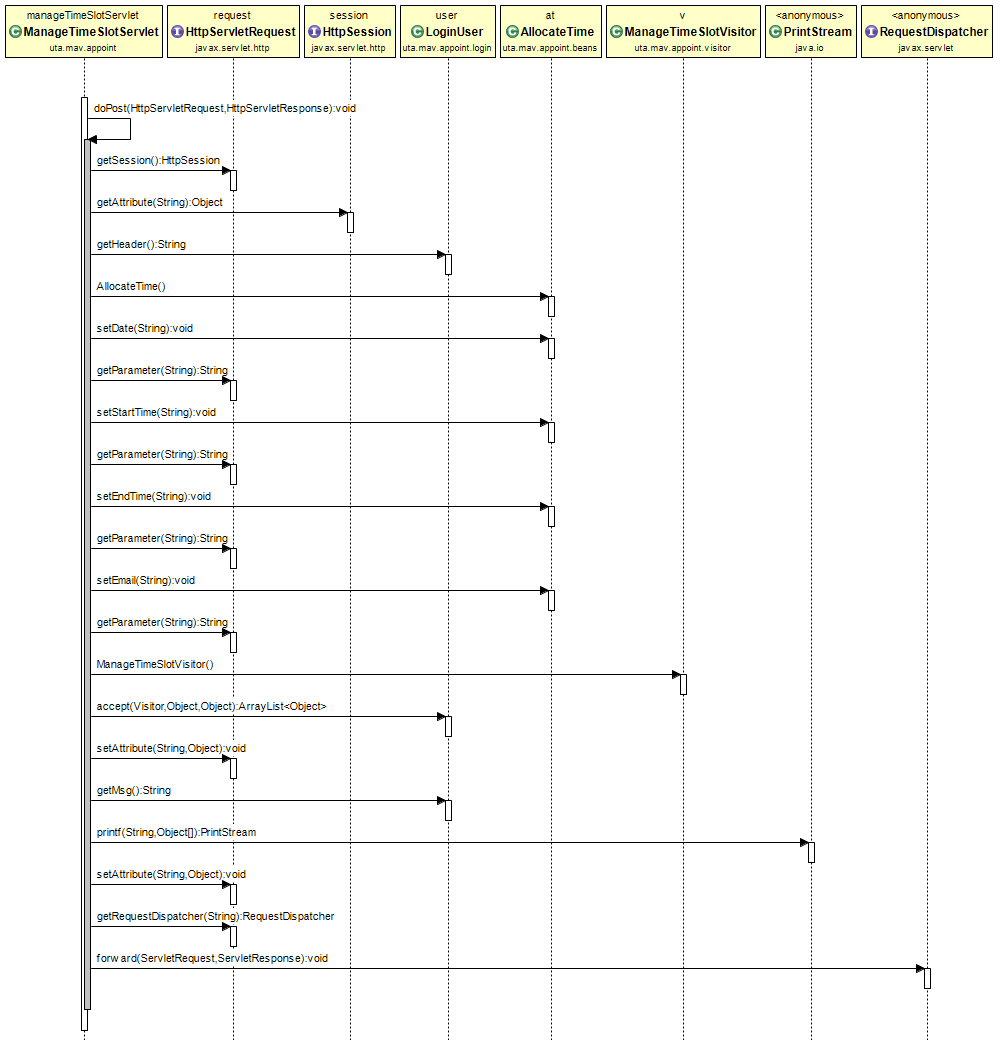 manageTimeSlotServlet
C ManageTimeSlotServlet
uta.mav.appoint
request
I HttpServletRequest
javax.servlet.http
session
I HttpSession
javax.servlet.http
user
C LoginUser
uta.mav.appoint.login
at
C AllocateTime
uta.mav.appoint.beans
v
C ManageTimeSlotVisitor
uta.mav.appoint.visitor
<anonymous>
C PrintStream
java.io
<anonymous>
I RequestDispatcher
javax.servlet
doPost(HttpServletRequest,HttpServletResponse):void
getSession():HttpSession
getAttribute(String):Object
getHeader():String
AllocateTime()
setDate(String):void
getParameter(String):String
setStartTime(String):void
getParameter(String):String
setEndTime(String):void
getParameter(String):String
setEmail(String):void
getParameter(String):String
ManageTimeSlotVisitor()
accept(Visitor,Object,Object):ArrayList<Object>
setAttribute(String,Object):void
getMsg():String
printf(String,Object[]):PrintStream
setAttribute(String,Object):void
getRequestDispatcher(String):RequestDispatcher
forward(ServletRequest,ServletResponse):void